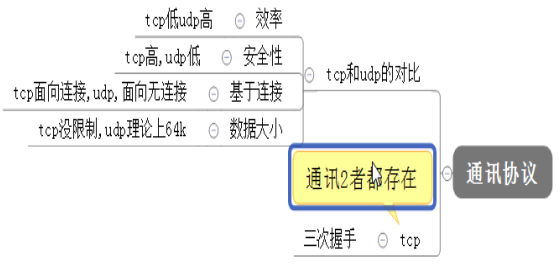 tcp低udp高 效率
tcp高,udp低 安全性
tcp和udp的对比
tcp面向连接,udp,面向无连接 基于连接
tcp没限制,udp理论上64k 数据大小
通讯2者都存在
通讯协议
三次握手 tcp